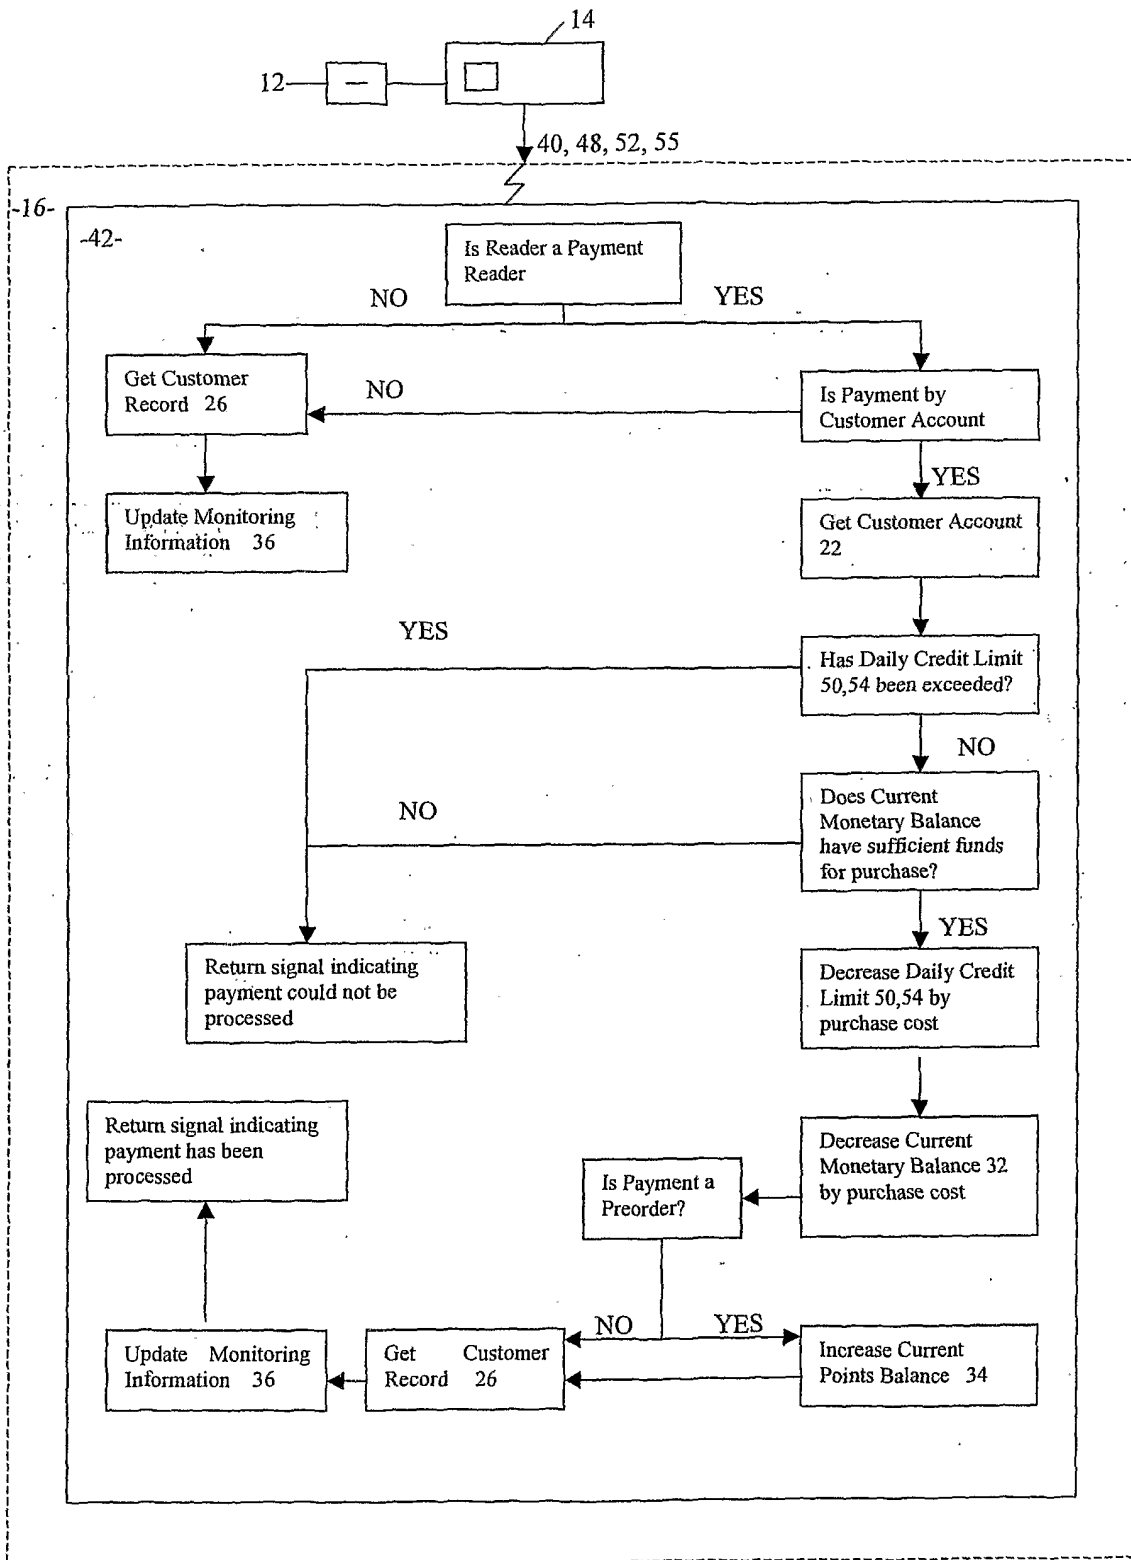 14
12
40, 48, 52, 55
-16-
-42-
Is Reader a Payment
Reader
NO
YES
Get Customer
Record 26
NO
Is Payment by
Customer Account
YES
Update Monitoring
Information 36
Get Customer Account
22
YES
Has Daily Credit Limit
50,54 been exceeded?
NO
Does Current
Monetary Balance
have sufficient funds
for purchase?
NO
YES
Return signal indicating
payment could not be
processed
Decrease Daily Credit
Limit 50,54 by
purchase cost
Return signal indicating
payment has been
processed
Decrease Current
Monetary Balance 32
by purchase cost
Is Payment a
Preorder?
NO
YES
Update Monitoring
Information 36
Get Customer
Record 26
Increase Current
Points Balance 34